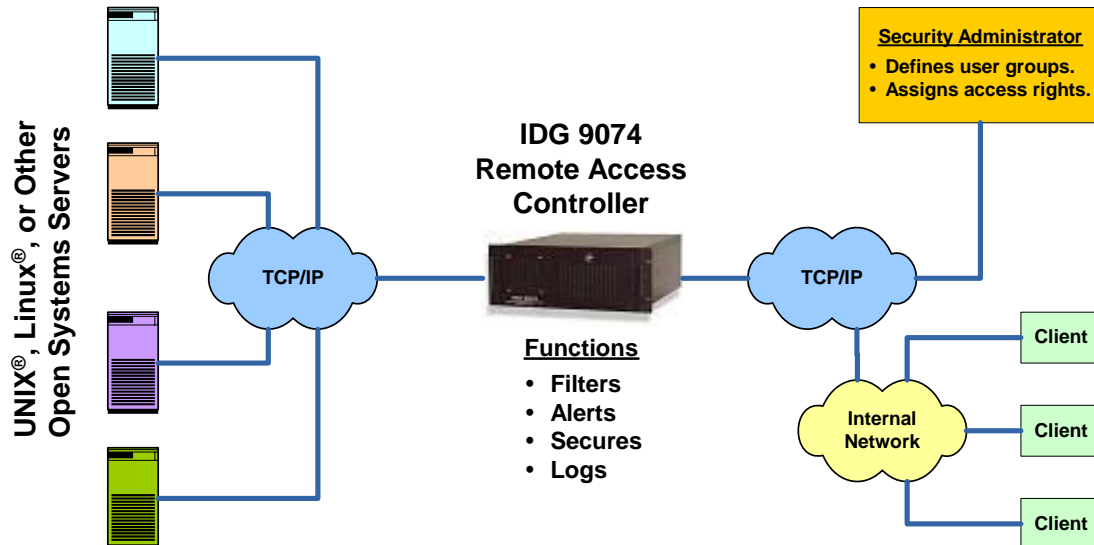 UNIX®, Linux®, or Other
Open Systems Servers
TCP/IP
IDG 9074
Remote Access
Controller
Functions
• Filters
• Alerts
• Secures
• Logs
TCP/IP
Security Administrator
• Defines user groups.
• Assigns access rights.
Internal
Network
Client
Client
Client